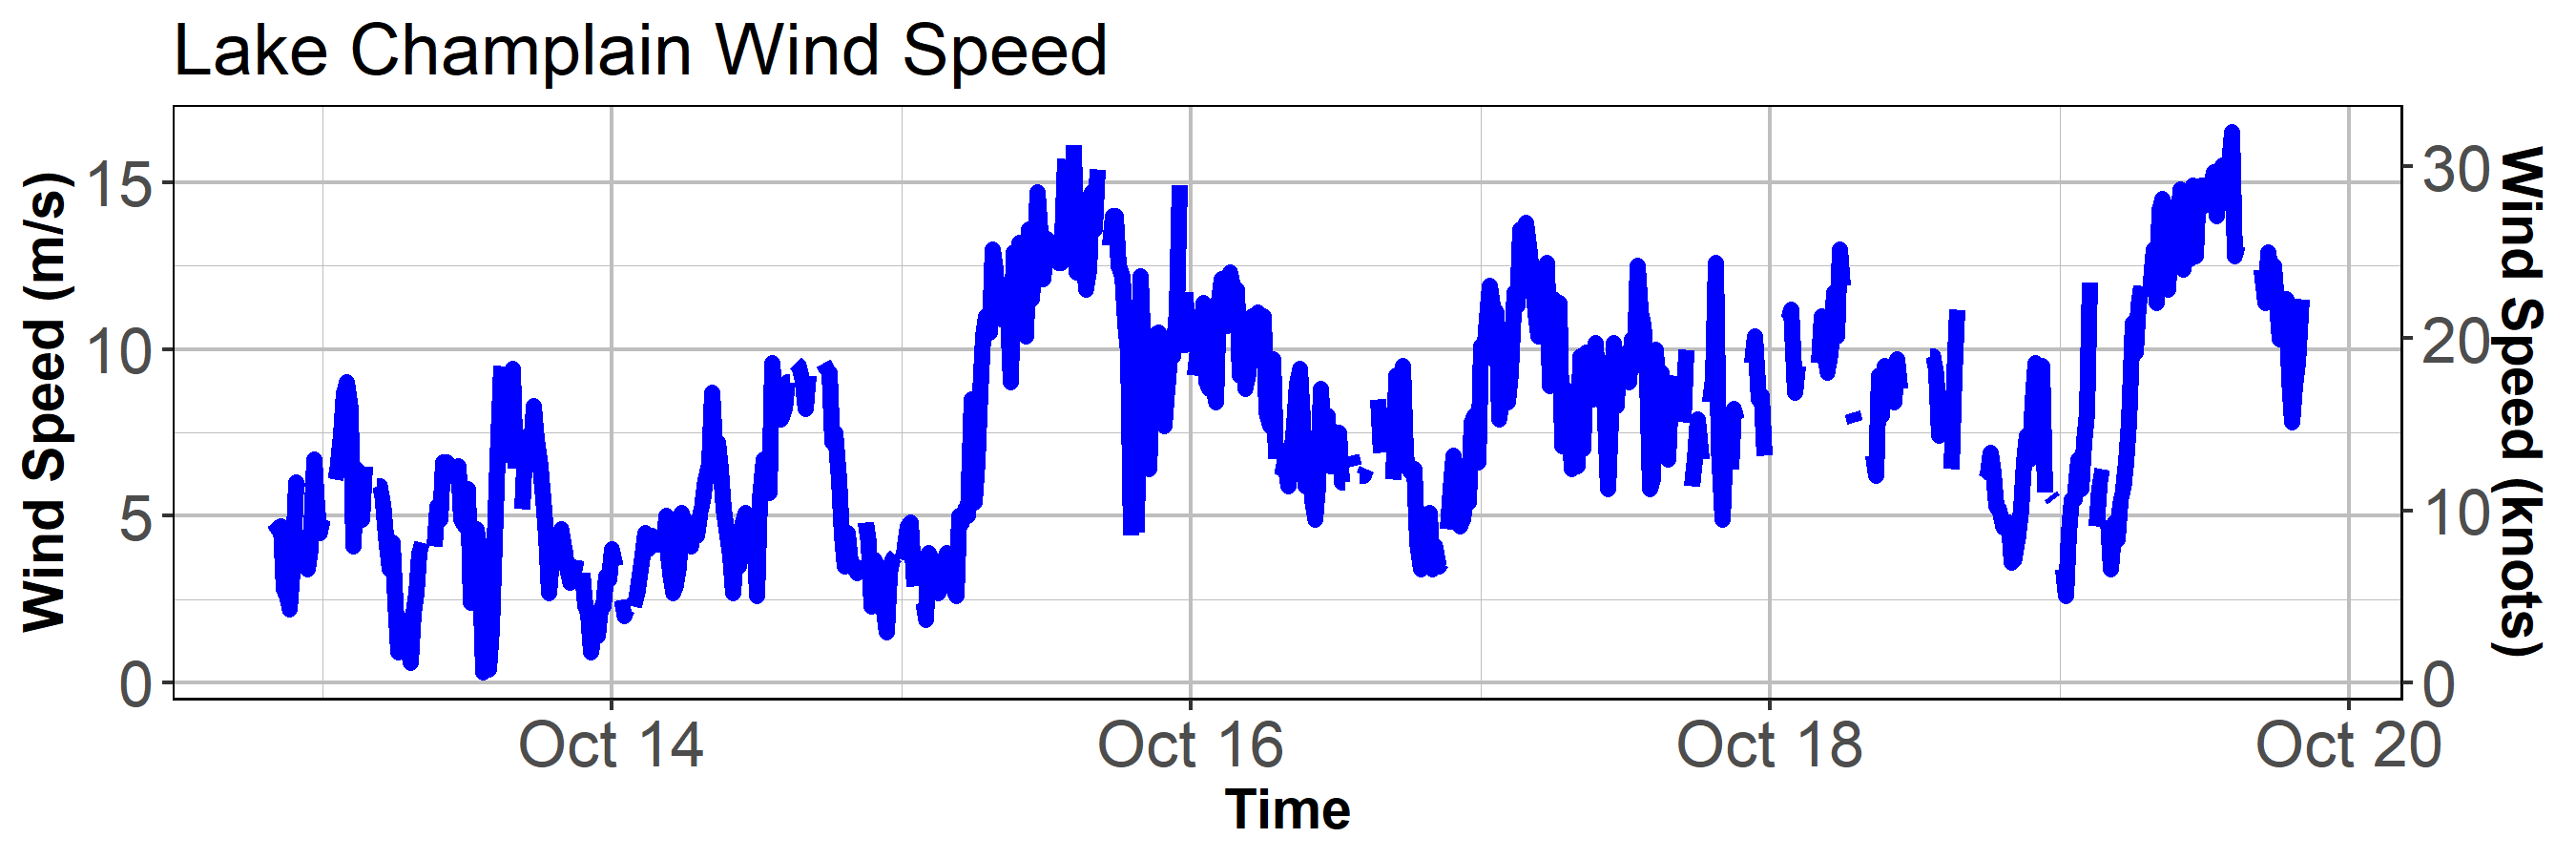 Lake Champlain Wind Speed
Wind Speed (m/s)
15
10
5
0
30
20
10
0
Wind Speed (knots)
Oct 14 Oct 16 Oct 18 Oct 20
Time